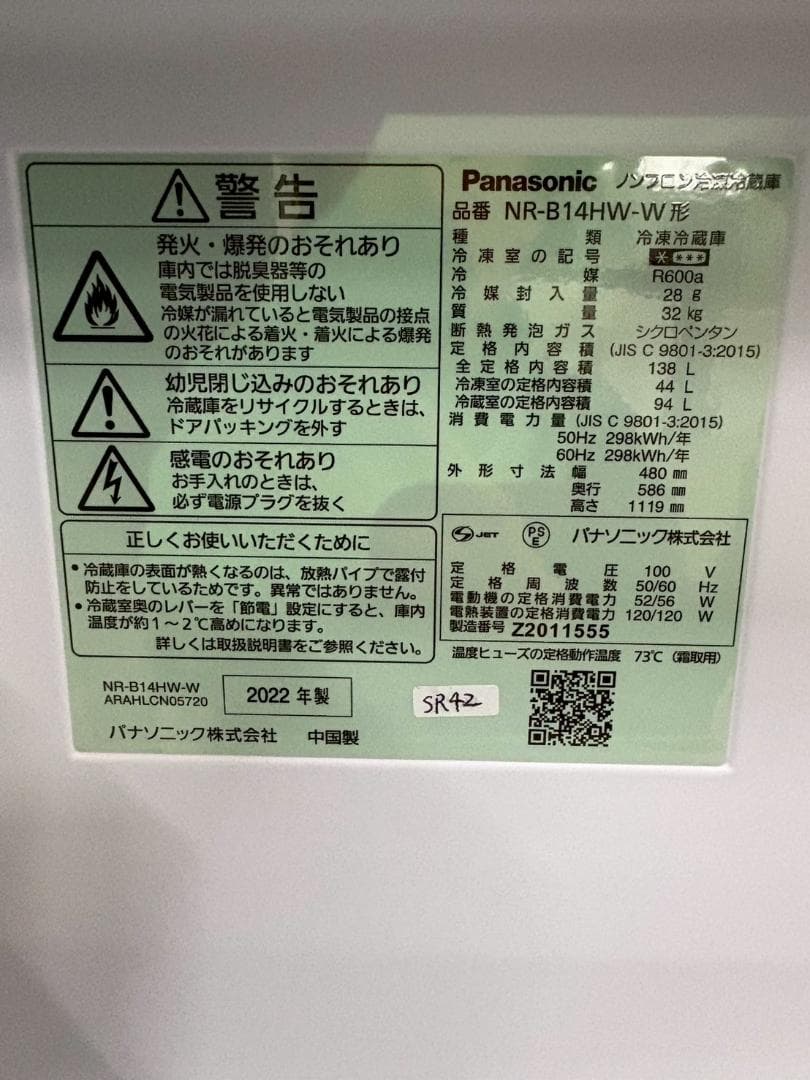 警告
発火・爆発のおそれあり
庫内では脱臭器等の
電気製品を使用しない
冷媒が漏れていると電気製品の接点
の火花による着火・着火による爆発
のおそれがあります
幼児閉じ込みのおそれあり
冷蔵庫をリサイクルするときは、
ドアパッキングを外す
感電のおそれあり
お手入れのときは、
必ず電源プラグを抜く
正しくお使いいただくために
・冷蔵庫の表面が熱くなるのは、放熱パイプで露付
防止をしているためです。異常ではありません。
・冷蔵室奥のレバーを「節電」設定にすると、庫内
温度が約1~2℃高めになります。
詳しくは取扱説明書をご参照ください。
NR-B14HW-W
ARAHLCN05720
2022 年製
パナソニック株式会社 中国製
Panasonic ノンフロン冷凍冷蔵庫
品番 NR-B14HW-W形
種類 冷凍冷蔵庫
冷凍室の記号 ****
冷媒 R600a
冷媒封入量 28 g
質量 32 kg
断熱発泡ガス シクロペンタン
定格内容積 (JIS C 9801-3:2015)
全定格内容積 138 L
冷凍室の定格内容積 44 L
冷蔵室の定格内容積 94 L
消費電力量 (JIS C 9801-3:2015)
50Hz 298kWh/年
60Hz 298kWh/年
外形寸法 幅 480 mm
奥行 586 mm
高さ 1119 mm
JET PSE パナソニック株式会社
定格電圧 100 V
定格周波数 50/60 Hz
電動機の定格消費電力 52/56 W
電熱装置の定格消費電力 120/120 W
製造番号 Z2011555
温度ヒューズの定格動作温度 73℃ (霜取用)
SR42